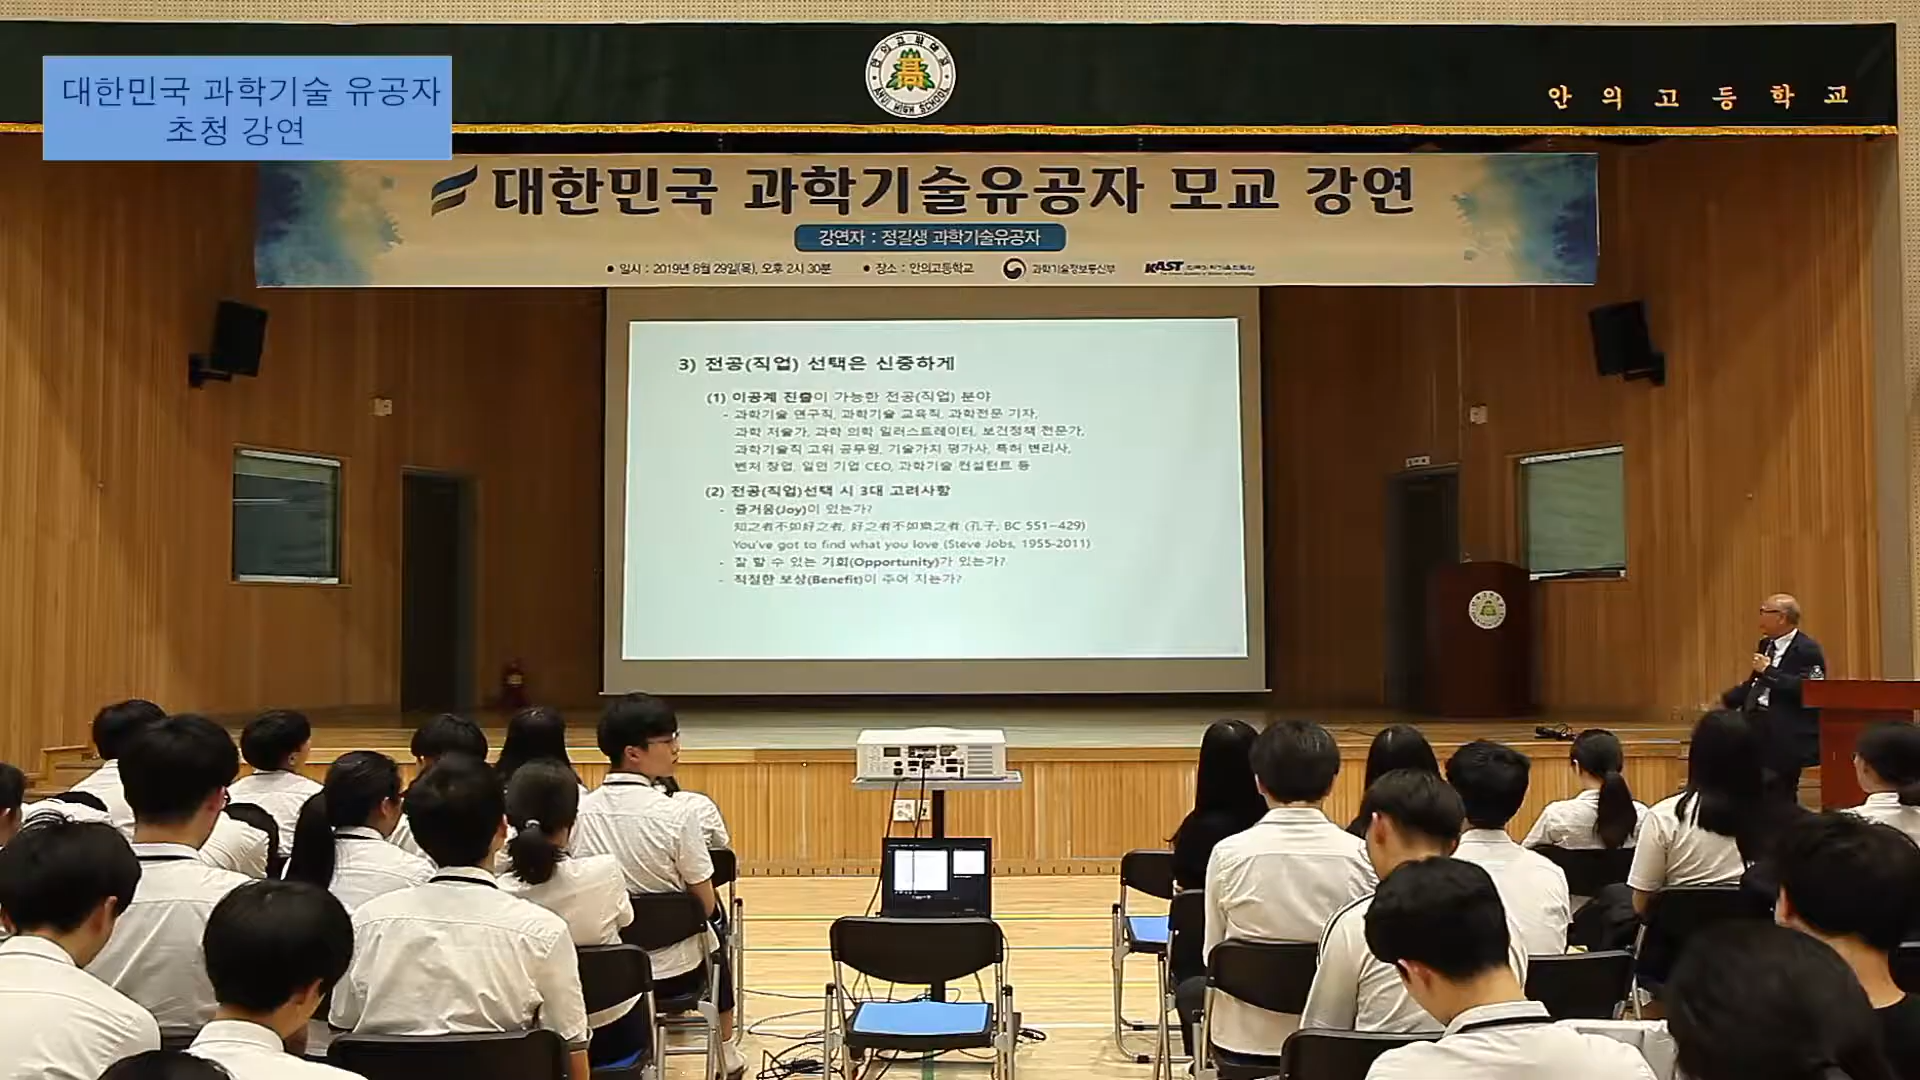 대한민국 과학기술 유공자
초청 강연
안의고등학교
ANUI HIGH SCHOOL
대한민국 과학기술유공자 모교 강연
강연자 : 정길생 과학기술유공자
• 일시 : 2019년 8월 29일(목), 오후 2시 30분 • 장소 : 안의고등학교 과학기술정보통신부 KAST
3) 전공(직업) 선택은 신중하게
(1) 이공계 진출이 가능한 전공(직업) 분야
- 과학기술 연구직, 과학기술 교육직, 과학전문 기자,
과학 저술가, 과학 의학 일러스트레이터, 보건정책 전문가,
과학기술직 고위 공무원, 기술가치 평가사, 특허 변리사,
벤처 창업, 일인 기업 CEO, 과학기술 컨설턴트 등
(2) 전공(직업)선택 시 3대 고려사항
- 즐거움(Joy)이 있는가?
知之者不如好之者, 好之者不如樂之者 (孔子, BC 551-429)
You've got to find what you love (Steve Jobs, 1955-2011)
- 잘 할 수 있는 기회(Opportunity)가 있는가?
- 적절한 보상(Benefit)이 주어 지는가?